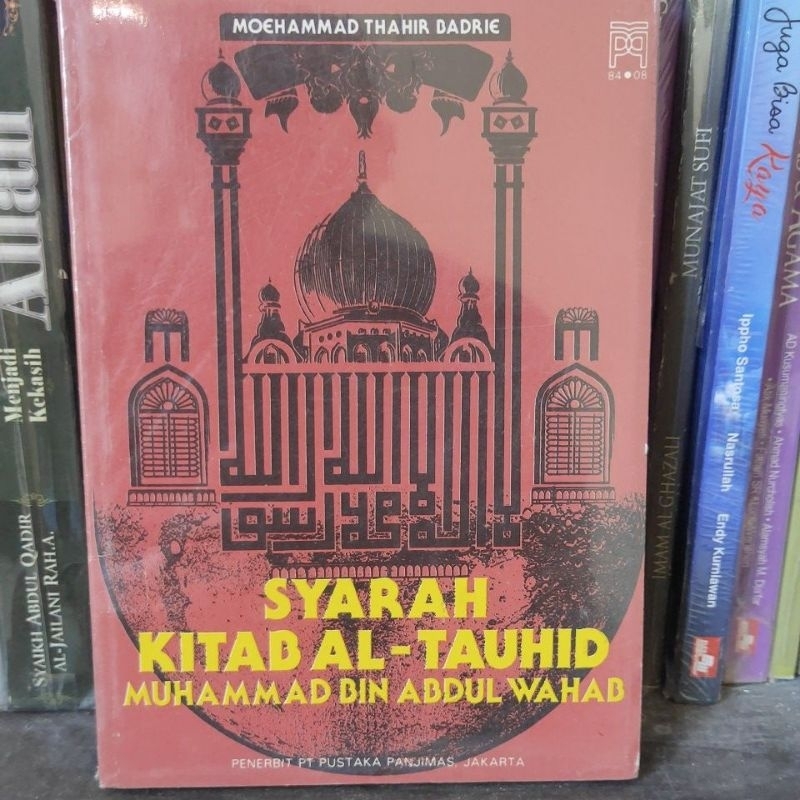 MOEHAMMAD THAHIR BADRIE
84•08
SYARAH
KITAB AL-TAUHID
MUHAMMAD BIN ABDUL WAHAB
PENERBIT PT PUSTAKA PANJIMAS, JAKARTA
Menjadi
Kekasih
Allah
SYAIKH ABDUL QADIR
AL-JAILANI RAH.A.
MUNAJAT SUFI
IMAM AL GHAZALI
Juga Bisa
Kaya
Ippho Santosa
Nasrullah
Endy Kurniawan
AGAMA